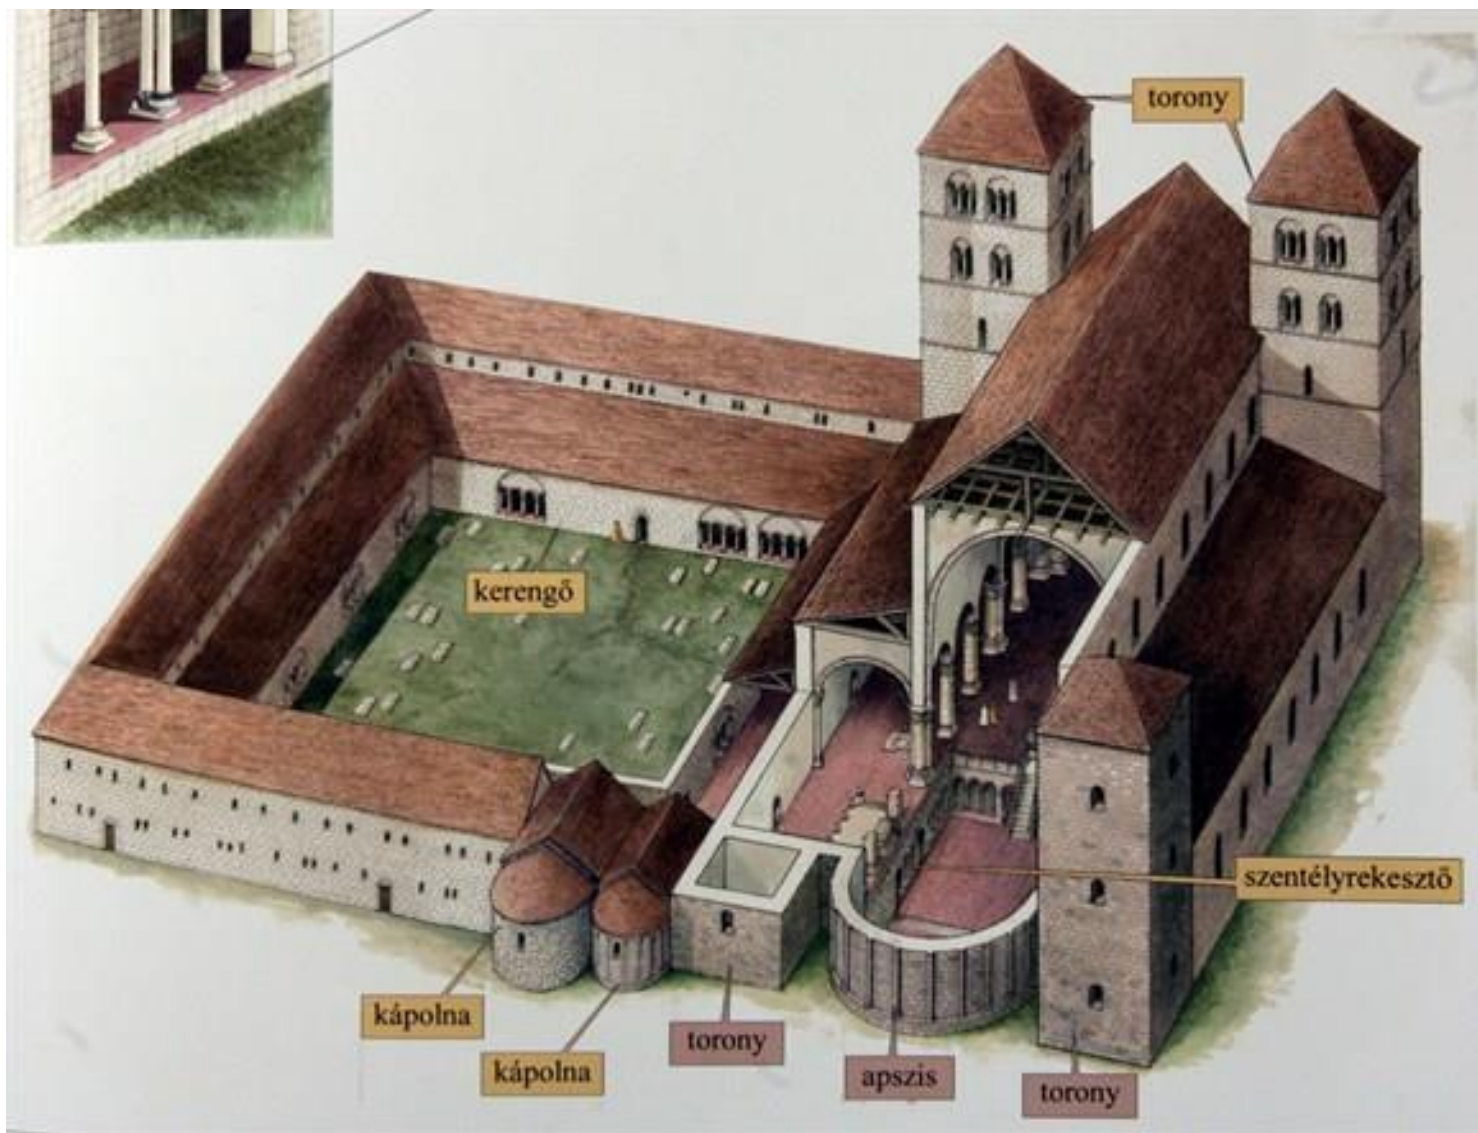 torony
kerengő
szentélyrekesztő
kápolna
kápolna
torony
apszis
torony